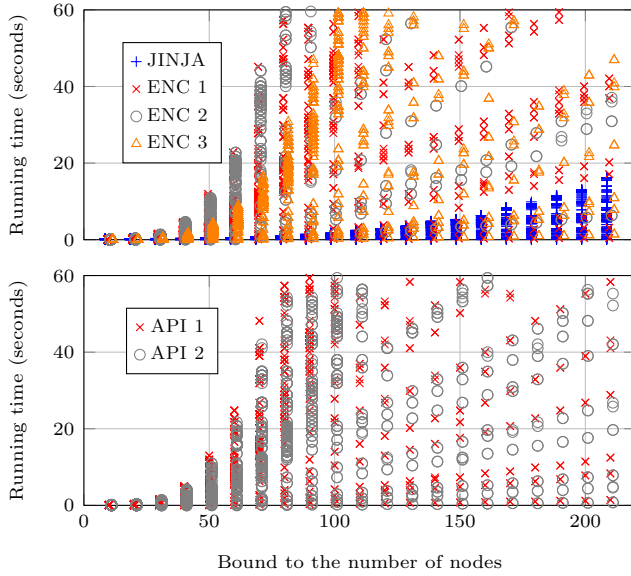 60
40
20
0
Running time (seconds)
JINJA
ENC 1
ENC 2
ENC 3
60
40
20
0
Running time (seconds)
API 1
API 2
0
50
100
150
200
Bound to the number of nodes